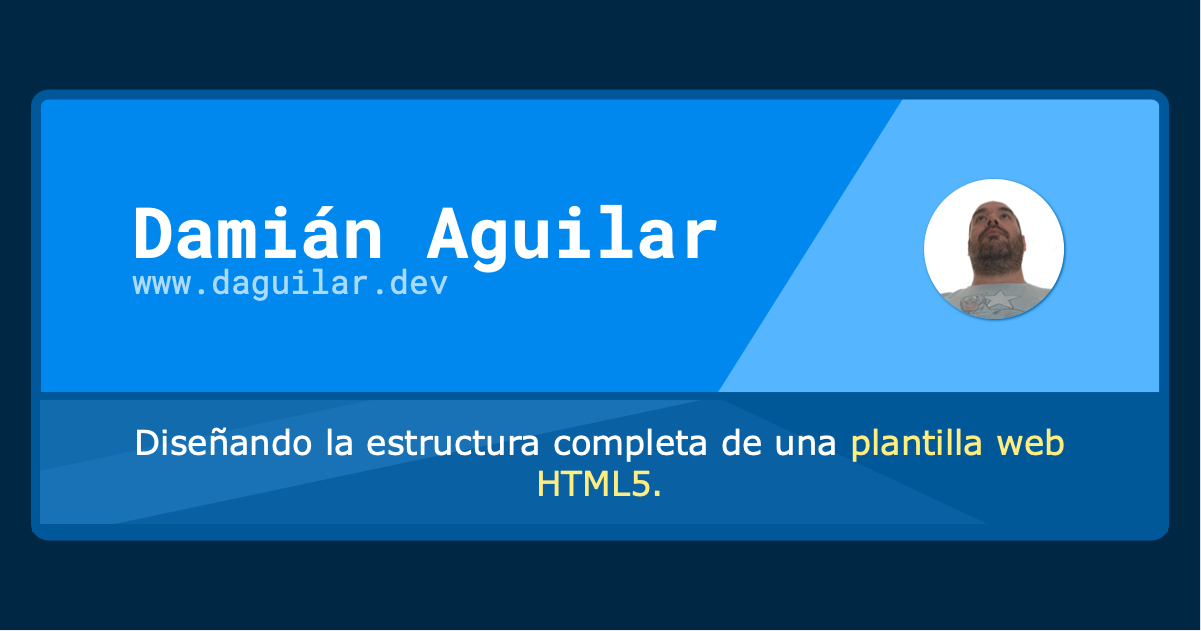 Damián Aguilar
www.daguilar.dev
Diseñando la estructura completa de una plantilla web
HTML5.